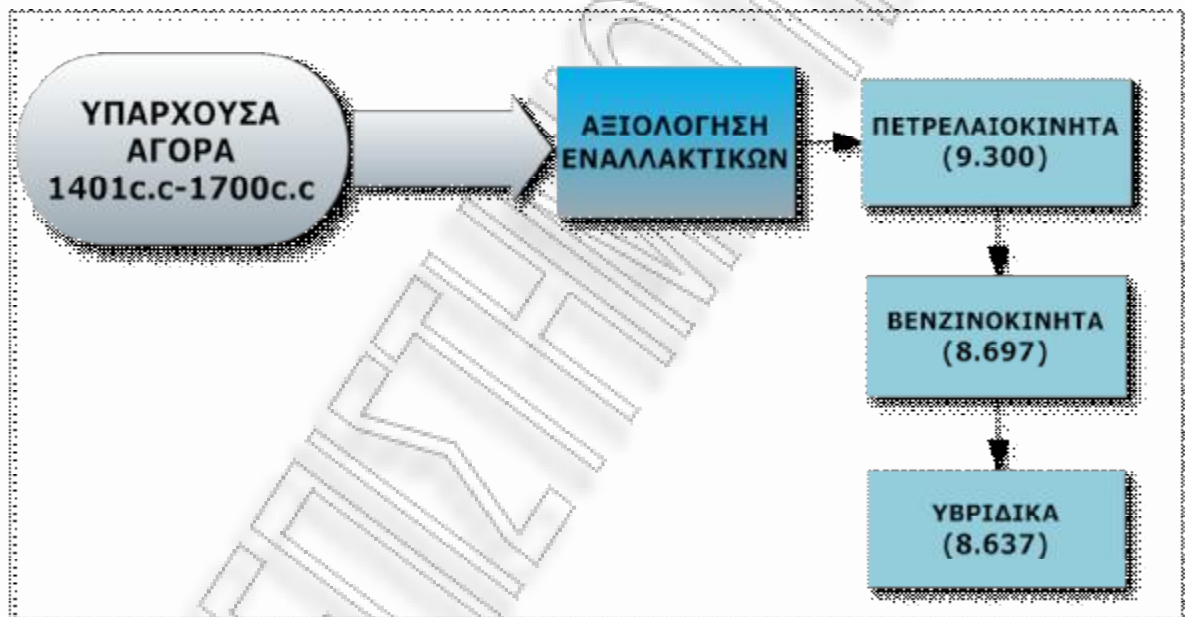 ΥΠΑΡΧΟΥΣΑ
ΑΓΟΡΑ
1401c.c-1700c.c
ΑΞΙΟΛΟΓΗΣΗ
ΕΝΑΛΛΑΚΤΙΚΩΝ
ΠΕΤΡΕΛΑΙΟΚΙΝΗΤΑ
(9.300)
ΒΕΝΖΙΝΟΚΙΝΗΤΑ
(8.697)
ΥΒΡΙΔΙΚΑ
(8.637)